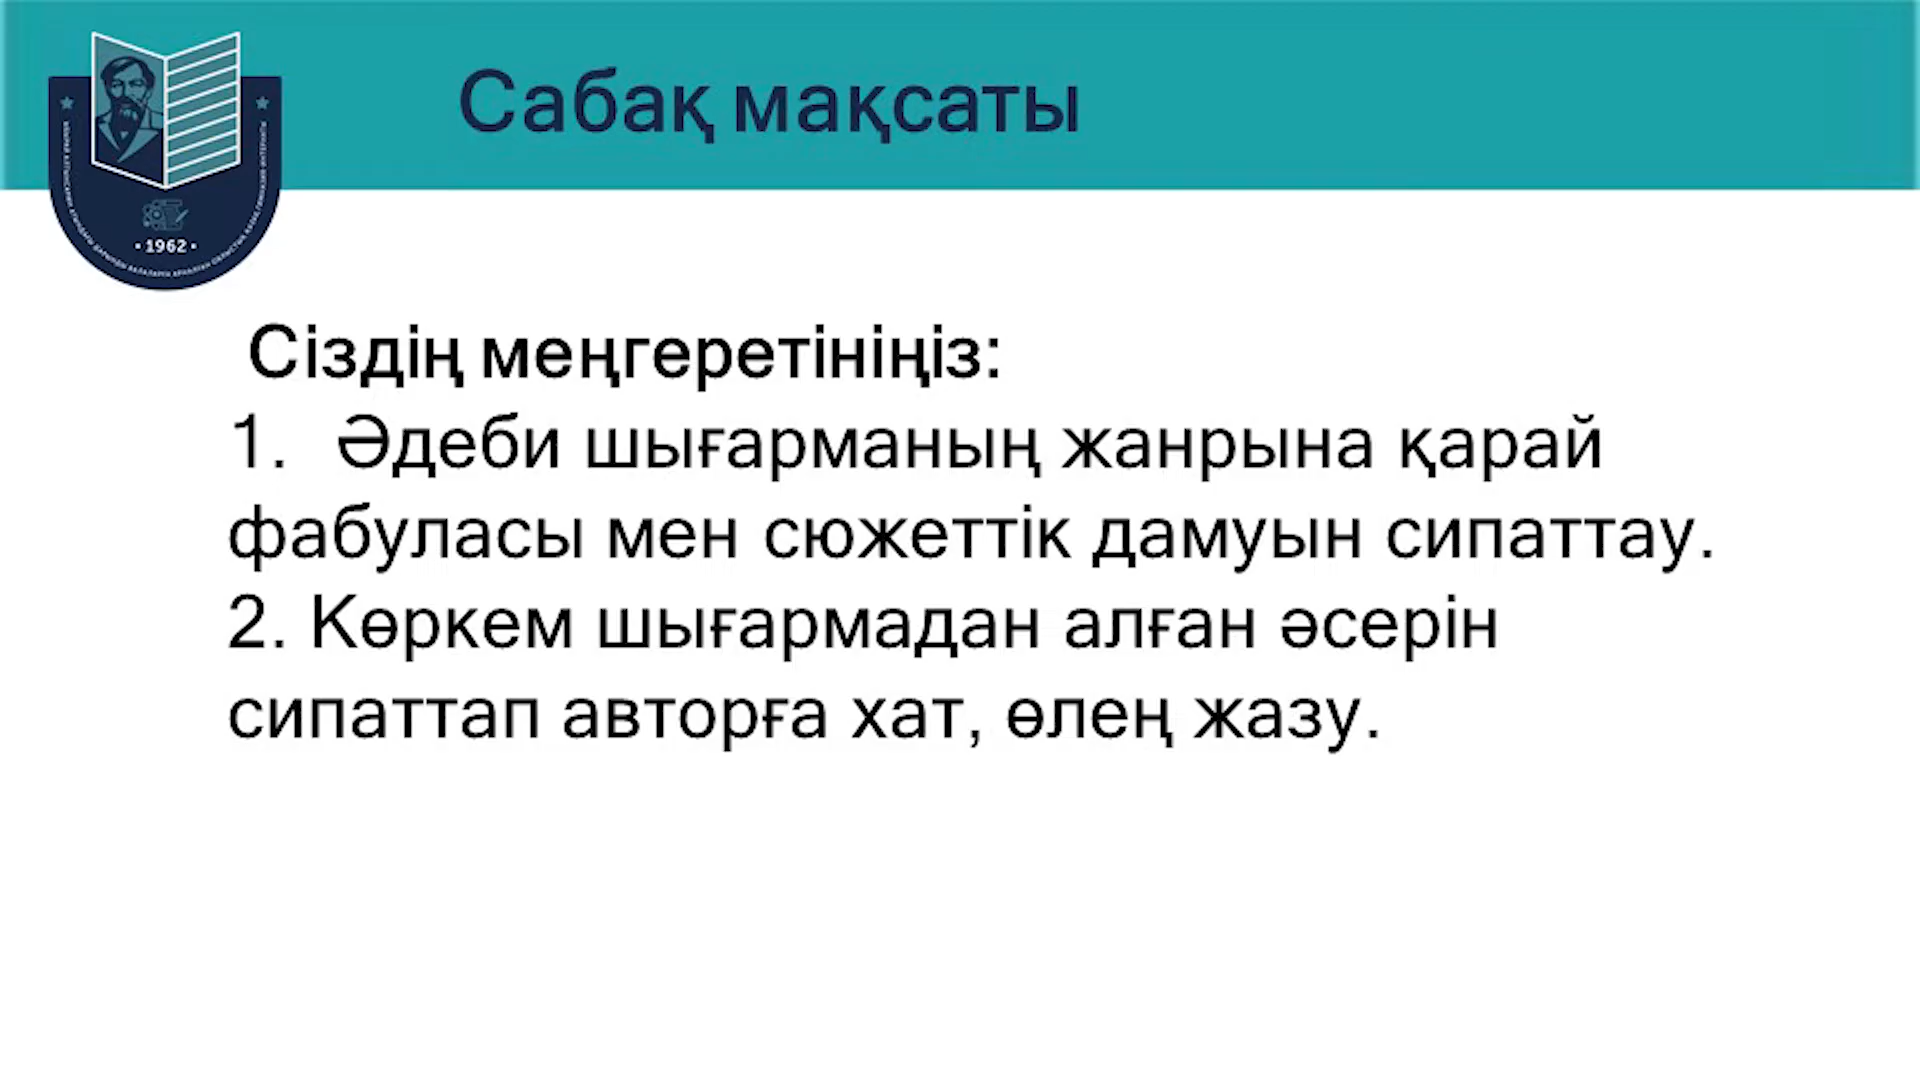 Сабақ мақсаты
• 1962 •
Сіздің меңгеретініңіз:
1. Әдеби шығарманың жанрына қарай
фабуласы мен сюжеттік дамуын сипаттау.
2. Көркем шығармадан алған әсерін
сипаттап авторға хат, өлең жазу.